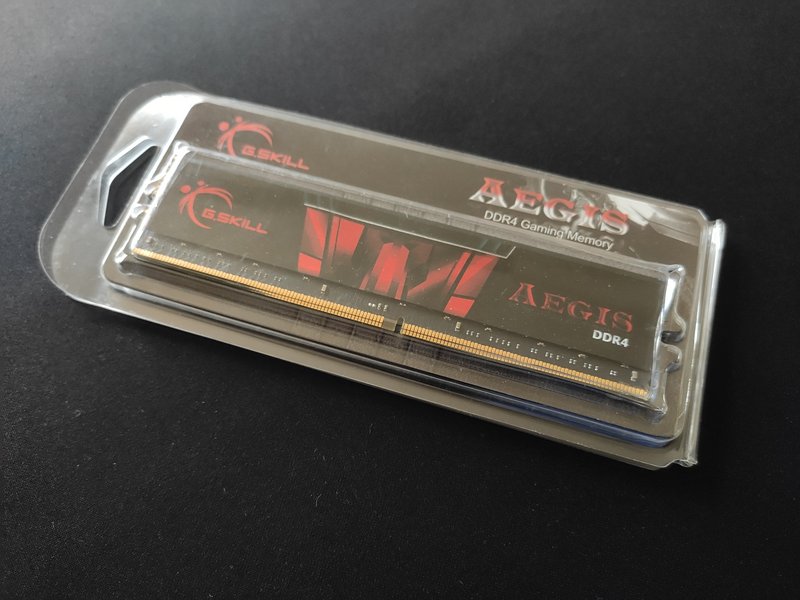 G.SKILL
AEGIS
DDR4 Gaming Memory
G.SKILL
AEGIS
DDR4